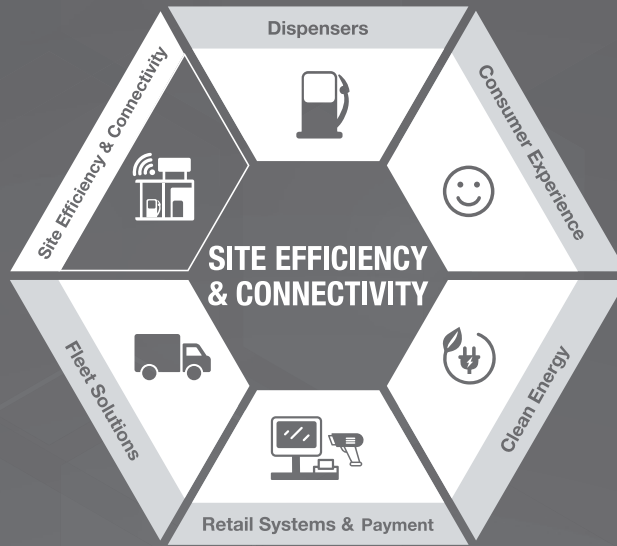 Dispensers
Consumer Experience
Site Efficiency & Connectivity
SITE EFFICIENCY
& CONNECTIVITY
Fleet Solutions
Clean Energy
Retail Systems & Payment